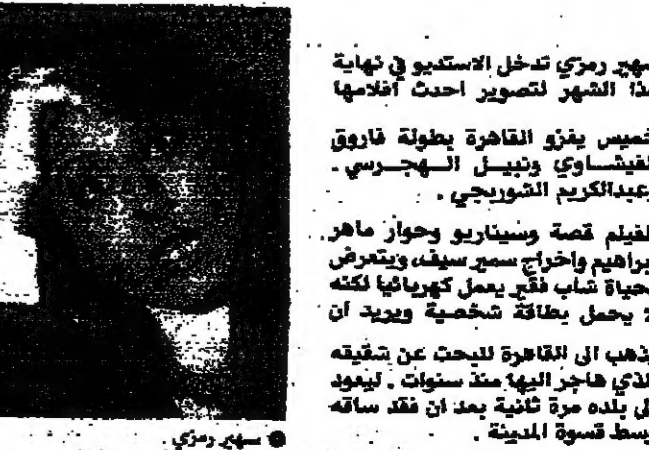 سهير رمزي تدخل الاستديو في نهاية
هذا الشهر لتصوير احدث افلامها
خميس يغزو القاهرة بطولة فاروق
الفيشاوي ونبيل الهجرسي .
وعبدالكريم الشوربجي .
الفيلم قصة وسيناريو وحوار ماهر
ابراهيم واخراج سمير سيف، ويتعرض
لحياة شاب فقير يعمل كهربائيا لكنه
لا يحمل بطاقة شخصية ويريد ان
يذهب الى القاهرة للبحث عن شقيقه
الذي هاجر اليها منذ سنوات . ليعود
الى بلده مرة ثانية بعد ان فقد ساقه
وسط قسوة المدينة .
● سهير رمزي .